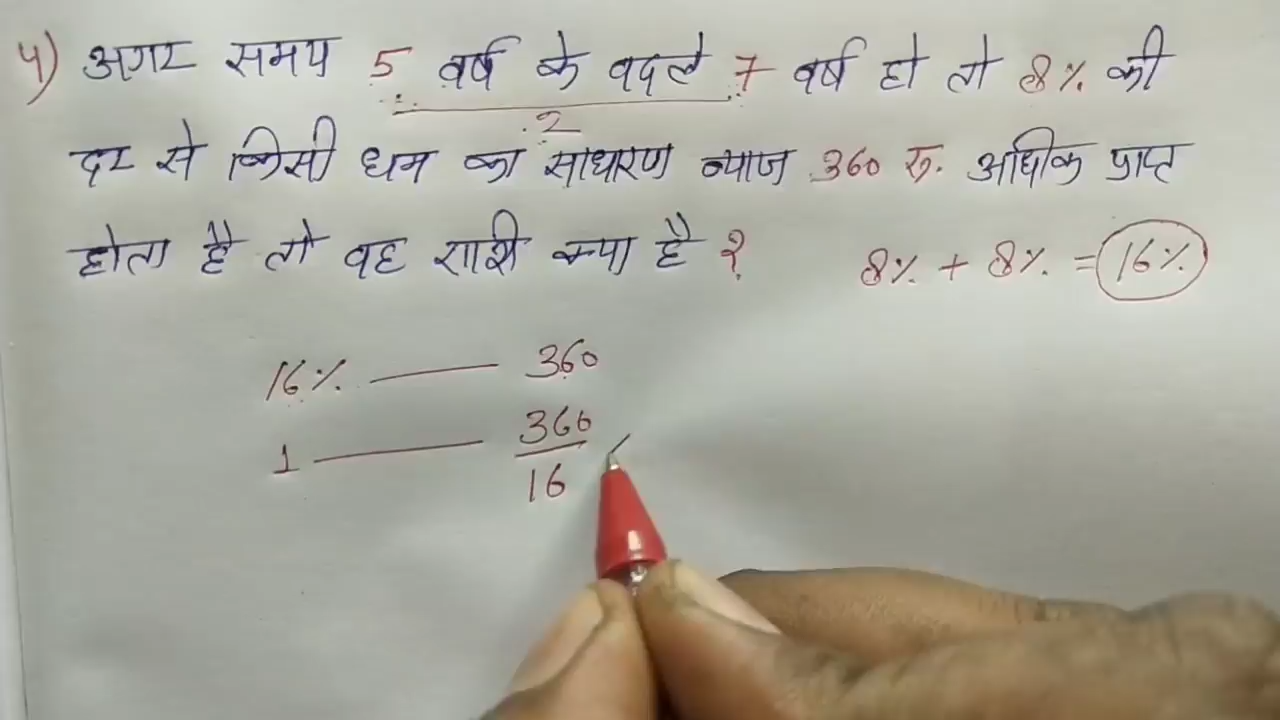 ५) अगर समय 5 वर्ष के बदले 7 वर्ष हो तो 8% की
2
दर से किसी धन का साधारण ब्याज 360 रू. अधिक प्राप्त
होता है तो वह राशि क्या है ?
8% + 8% = 16%
16% — 360
1 — 360/16